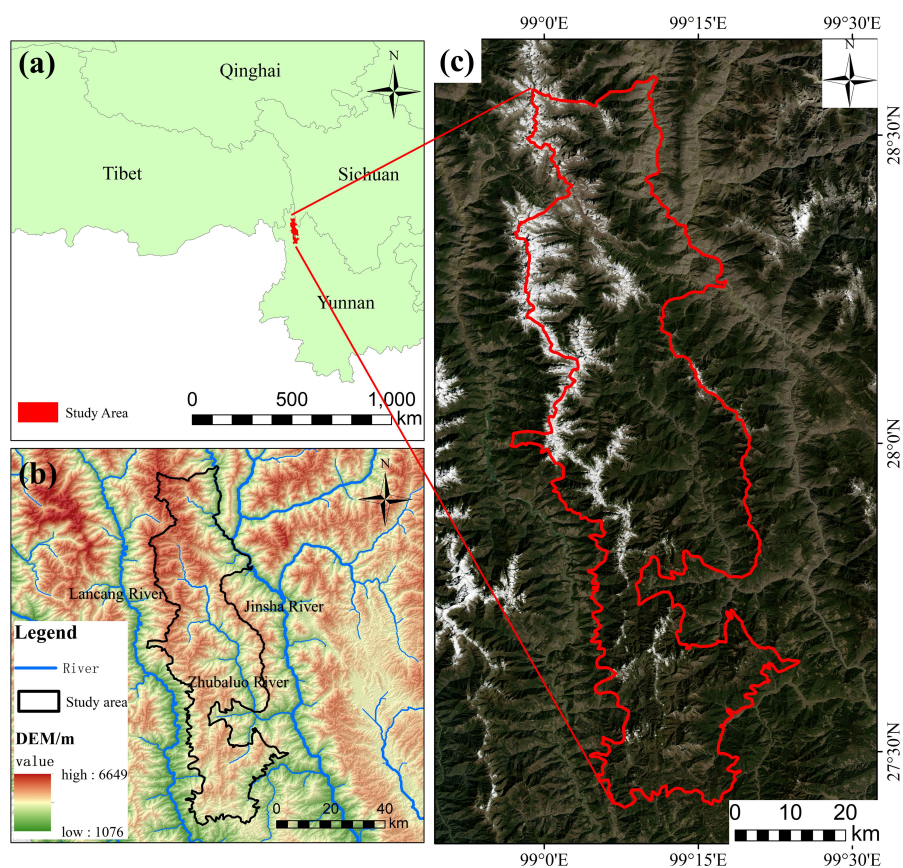 (a)
Qinghai
N
Tibet
Sichuan
Yunnan
Study Area
0 500 1,000
km
(b)
N
Lancang River
Jinsha River
Zhubaluo River
Legend
River
Study area
DEM/m
value
high : 6649
low : 1076
0 20 40
km
99°0'E 99°15'E 99°30'E
(c)
N
28°30'N
28°0'N
27°30'N
0 10 20
km
99°0'E 99°15'E 99°30'E